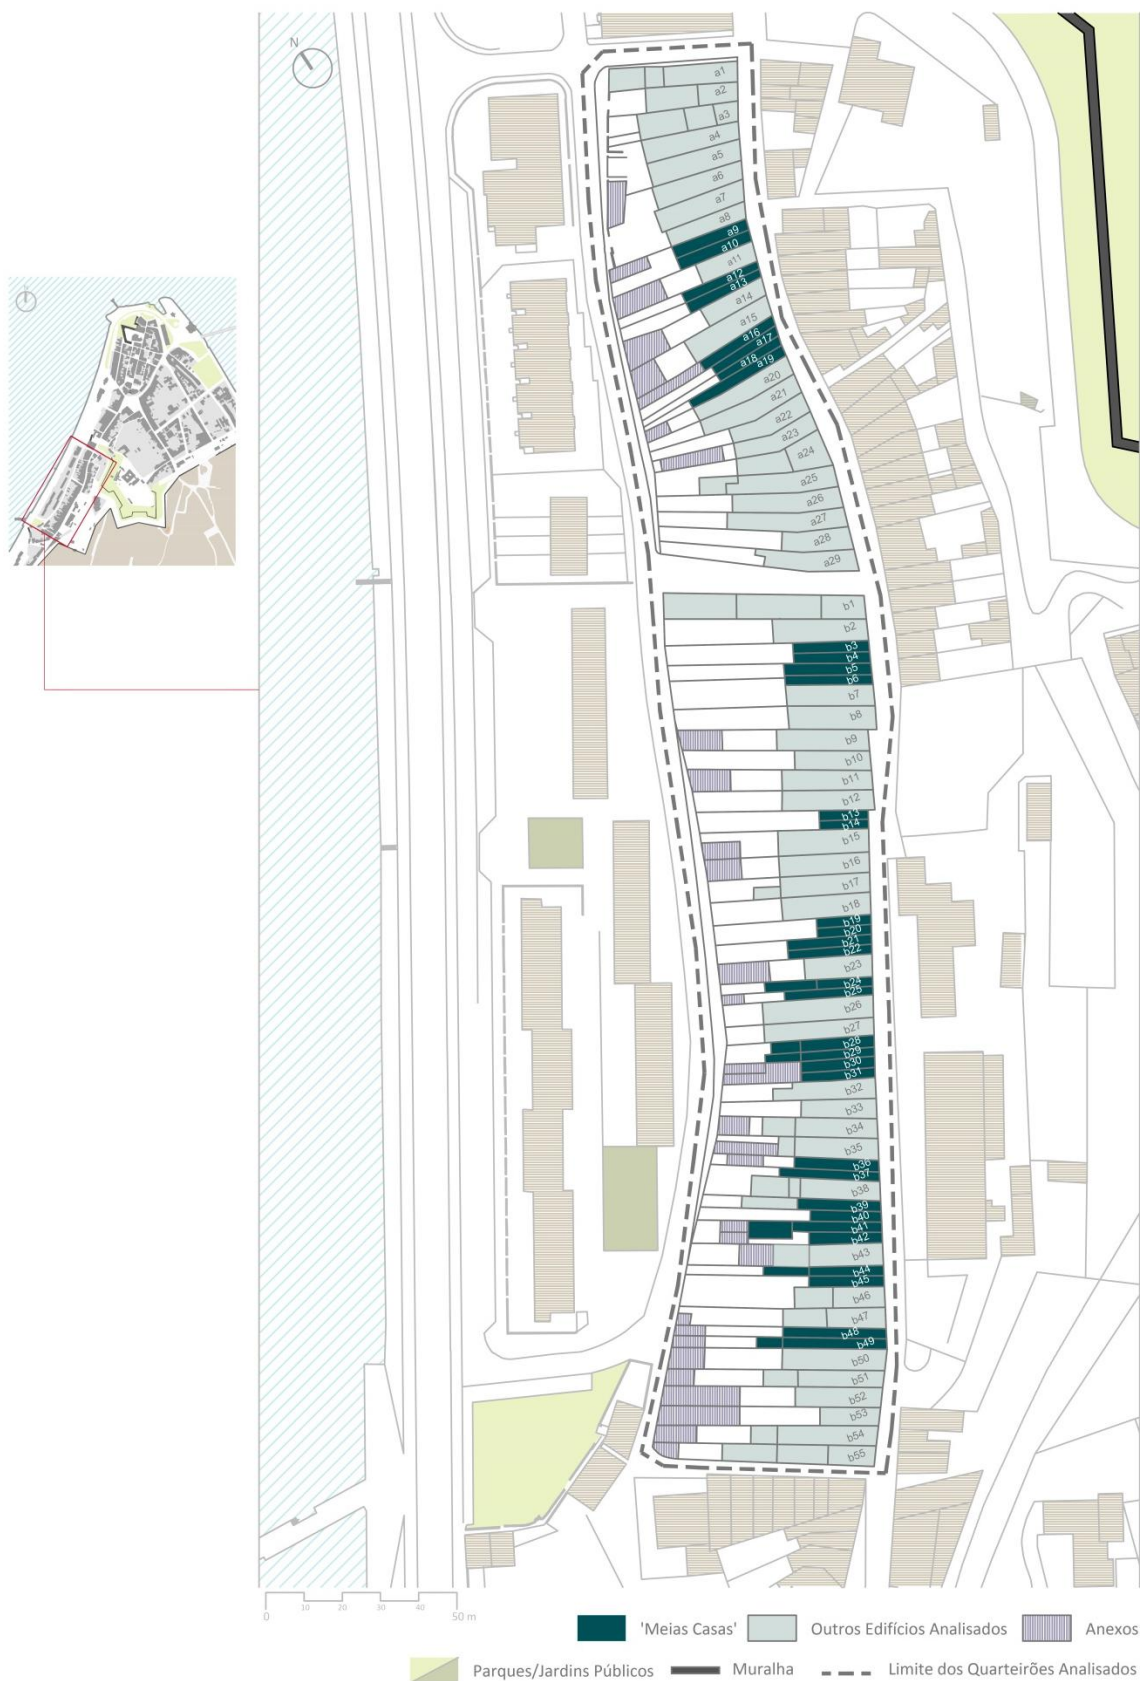 N
a1
a2
a3
a4
a5
a6
a7
a8
a9
a10
a11
a12
a13
a14
a15
a16
a17
a18
a19
a20
a21
a22
a23
a24
a25
a26
a27
a28
a29
b1
b2
b3
b4
b5
b6
b7
b8
b9
b10
b11
b12
b13
b14
b15
b16
b17
b18
b19
b20
b21
b22
b23
b24
b25
b26
b27
b28
b29
b30
b31
b32
b33
b34
b35
b36
b37
b38
b39
b40
b41
b42
b43
b44
b45
b46
b47
b48
b49
b50
b51
b52
b53
b54
b55
0 10 20 30 40 50 m
'Meias Casas' Outros Edifícios Analisados Anexos
Parques/Jardins Públicos Muralha Limite dos Quarteirões Analisados